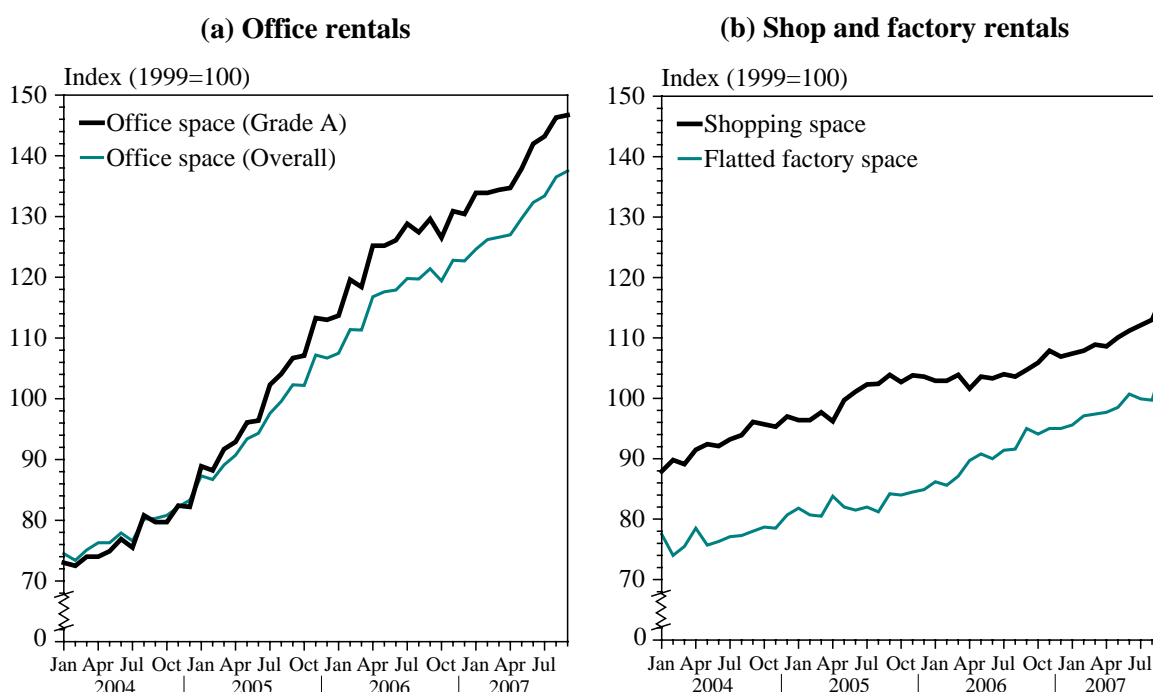 (a) Office rentals
Index (1999=100)
Office space (Grade A)
Office space (Overall)
150
140
130
120
110
100
90
80
70
0
Jan Apr Jul Oct Jan Apr Jul Oct Jan Apr Jul Oct Jan Apr Jul
2004 2005 2006 2007
(b) Shop and factory rentals
Index (1999=100)
Shopping space
Flatted factory space
150
140
130
120
110
100
90
80
70
0
Jan Apr Jul Oct Jan Apr Jul Oct Jan Apr Jul Oct Jan Apr Jul
2004 2005 2006 2007